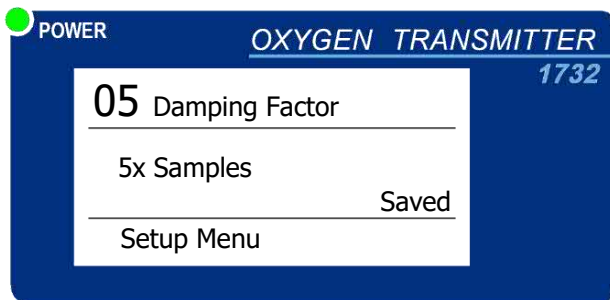 POWER
OXYGEN TRANSMITTER
1732
05 Damping Factor
5x Samples
Saved
Setup Menu